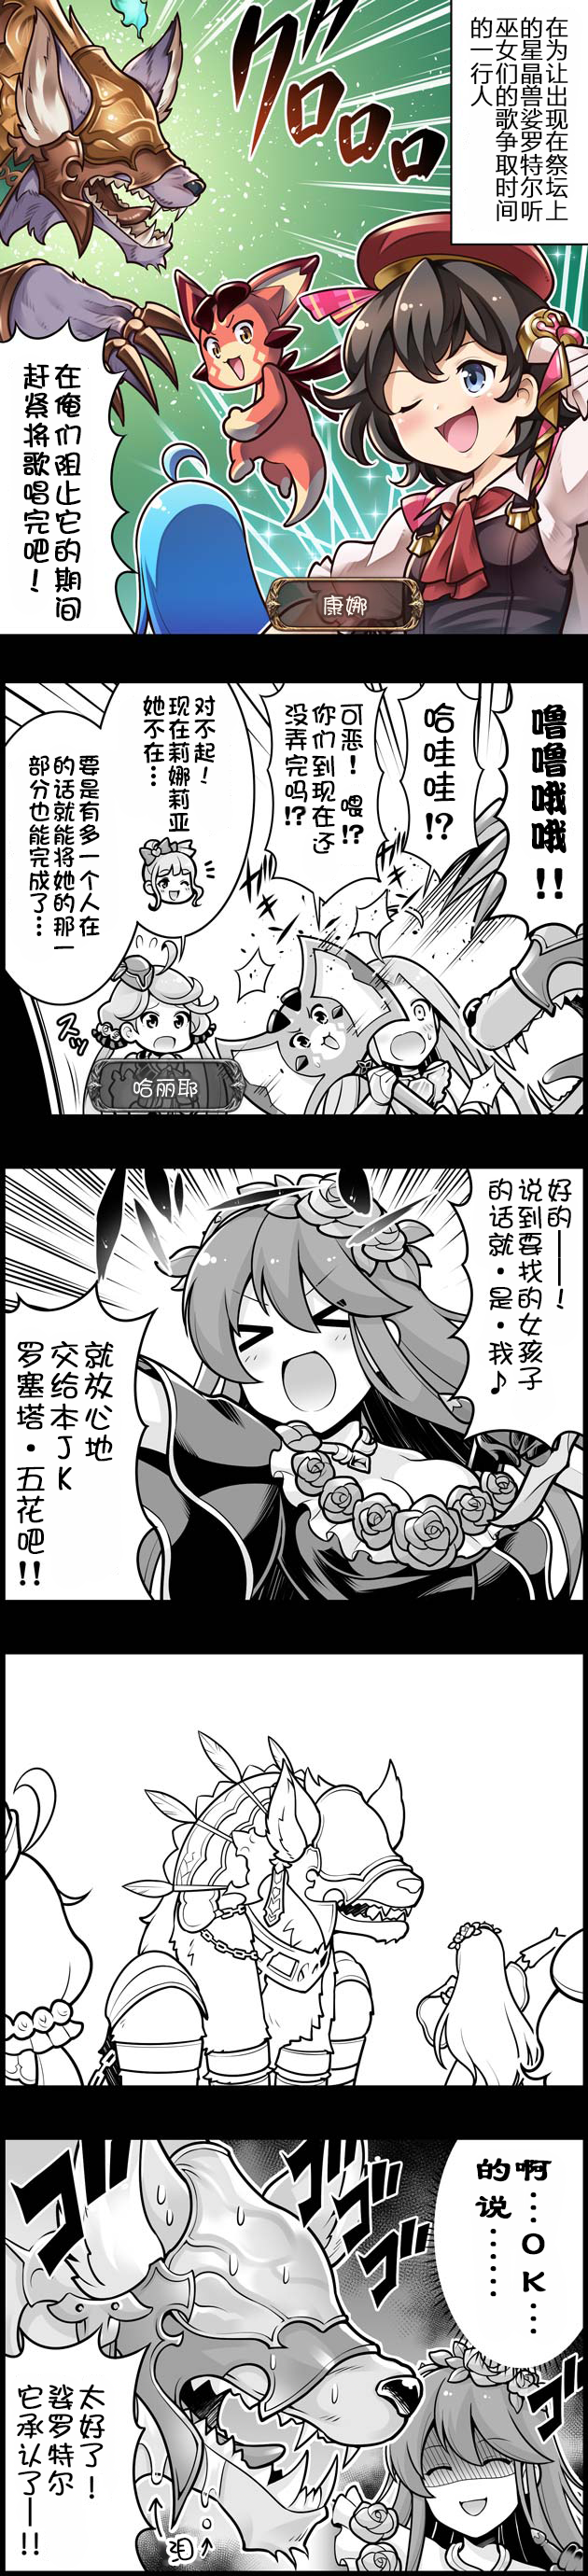 在为让出现在祭坛上
的星晶兽娑罗特尔听
巫女们的歌争取时间
的一行人
グロロロ
在俺们阻止它的期间
赶紧将歌唱完吧！
康娜
噜噜哦哦!!
哈哇哇!?
可恶！喂!?
你们到现在还
没弄完吗!?
对不起！
现在莉娜莉亚
她不在…
要是有多一个人在
的话就能将她的那一
部分也能完成了…
スッ
哈丽耶
好的——！
说到要找的女孩子
的话就·是·我♪
就放心地
交给本JK
罗塞塔·五花吧!!
啊…OK…
的说……
ゴゴゴゴゴ
太好了！
娑罗特尔
它承认了—!!
泪